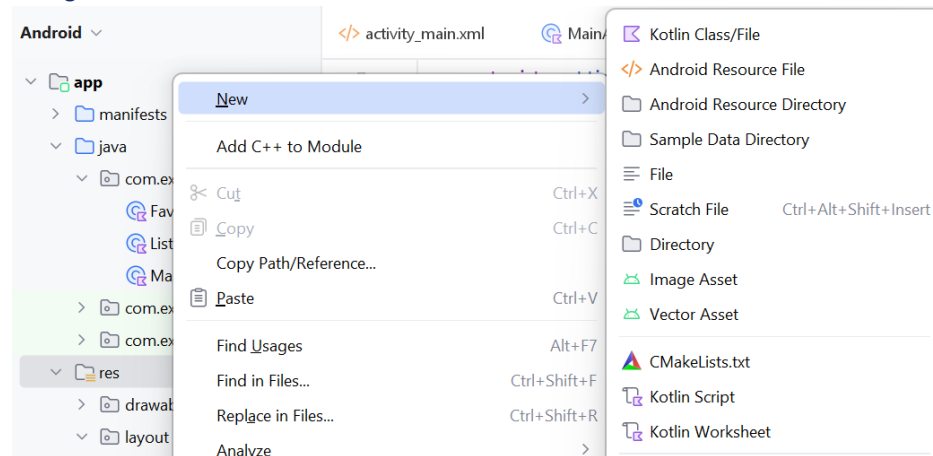 Android
app
manifests
java
com.ex
Fav
List
Ma
com.ex
com.ex
res
drawab
layout
activity_main.xml
MainA
New
Add C++ to Module
Cut Ctrl+X
Copy Ctrl+C
Copy Path/Reference...
Paste Ctrl+V
Find Usages Alt+F7
Find in Files... Ctrl+Shift+F
Replace in Files... Ctrl+Shift+R
Analyze
Kotlin Class/File
Android Resource File
Android Resource Directory
Sample Data Directory
File
Scratch File Ctrl+Alt+Shift+Insert
Directory
Image Asset
Vector Asset
CMakeLists.txt
Kotlin Script
Kotlin Worksheet